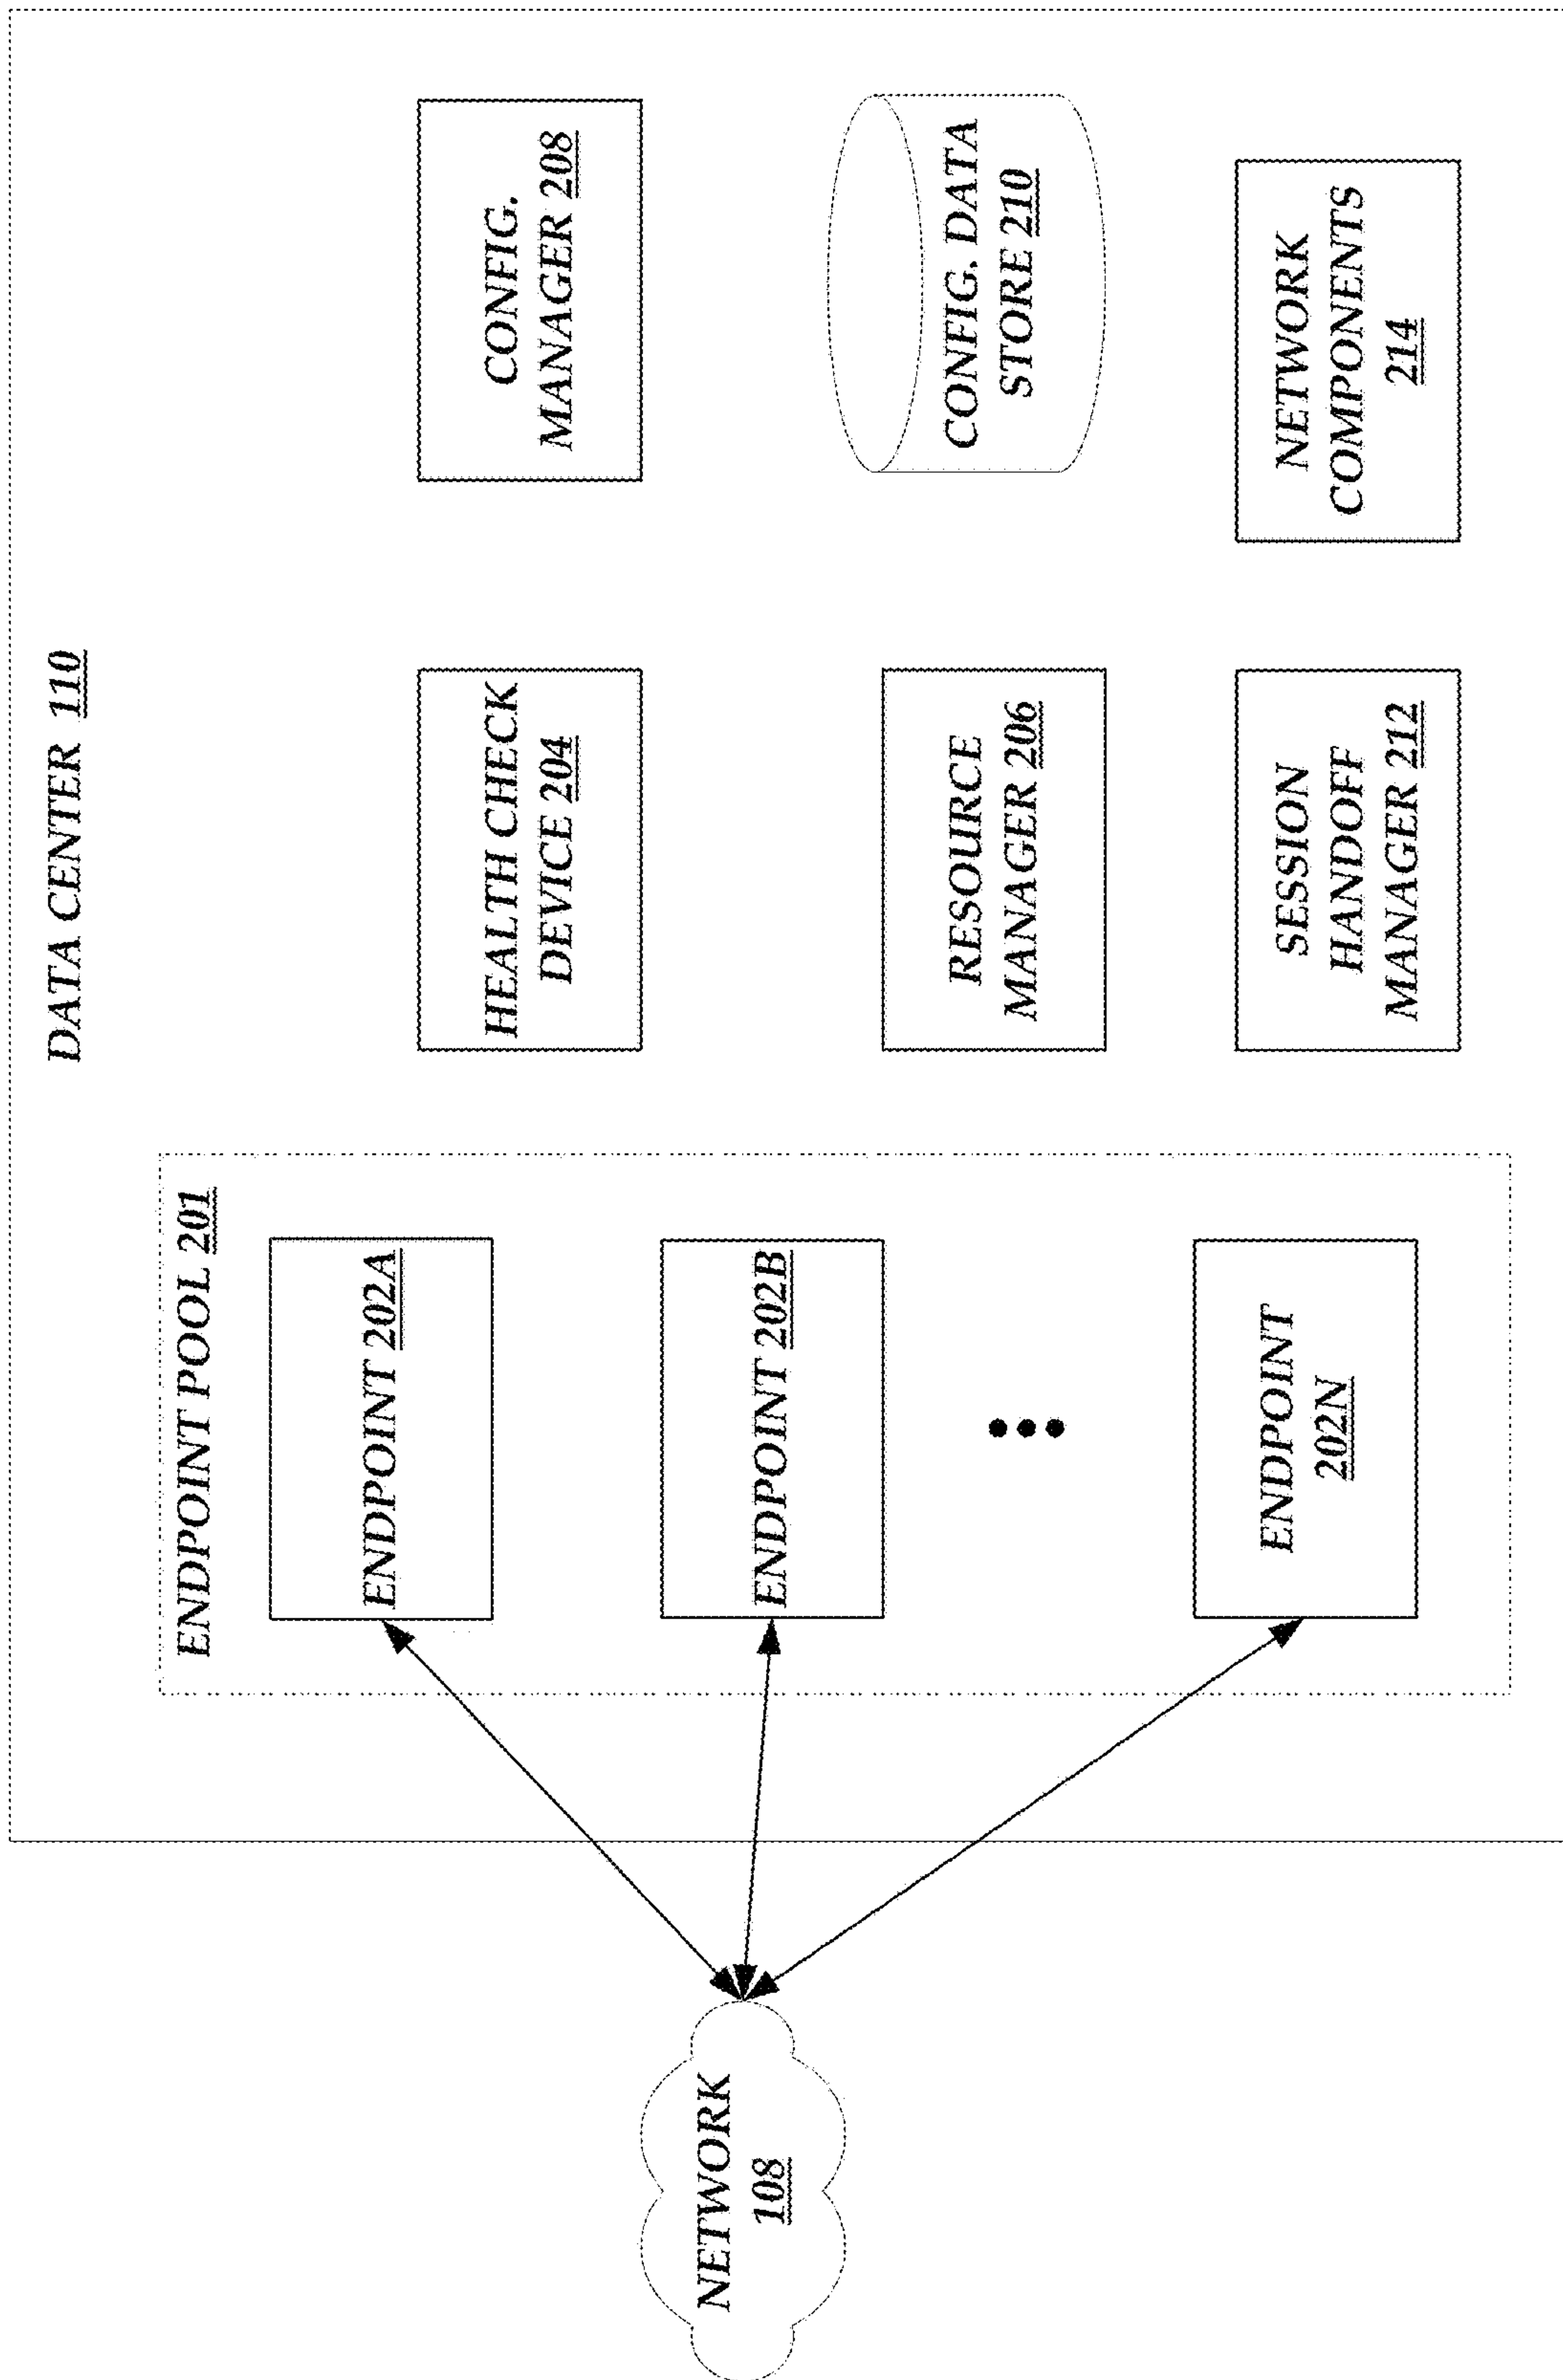 DATA CENTER 110
ENDPOINT POOL 201
ENDPOINT 202A
ENDPOINT 202B
ENDPOINT
202N
NETWORK
108
HEALTH CHECK
DEVICE 204
RESOURCE
MANAGER 206
SESSION
HANDOFF
MANAGER 212
CONFIG.
MANAGER 208
CONFIG. DATA
STORE 210
NETWORK
COMPONENTS
214